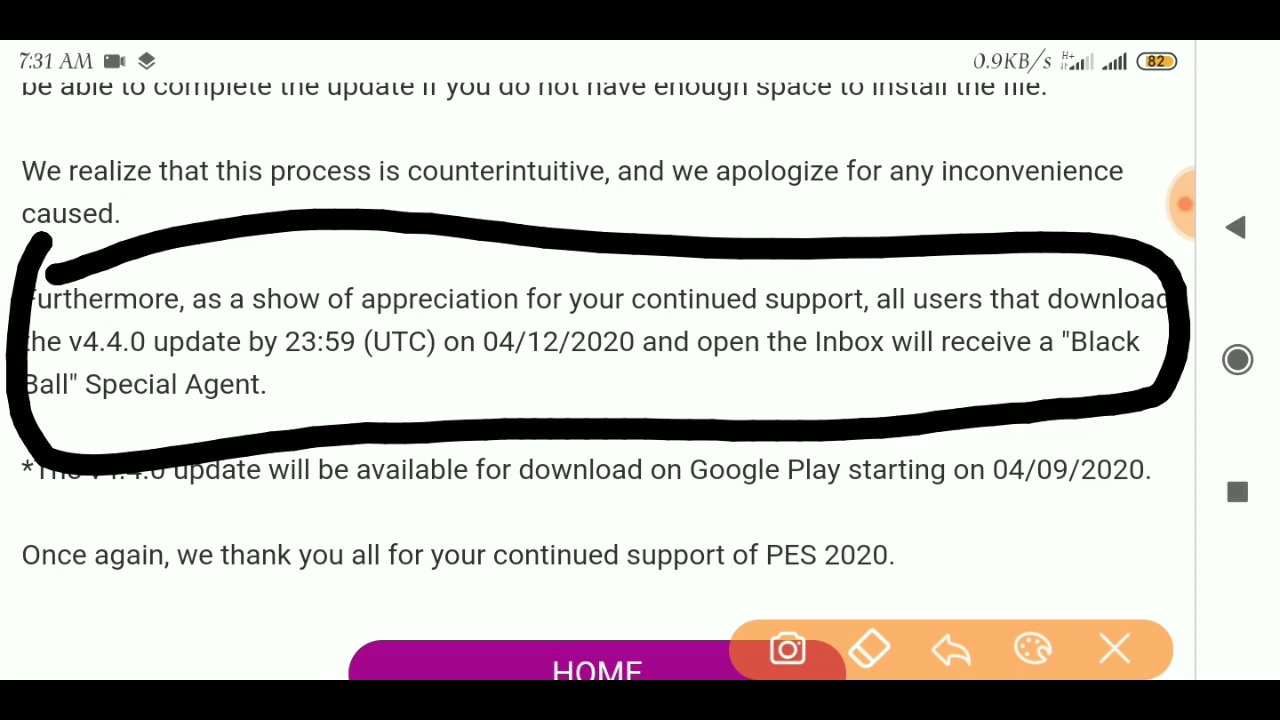 7:31 AM 0.9KB/s H+ 82
be able to complete the update if you do not have enough space to install the file.
We realize that this process is counterintuitive, and we apologize for any inconvenience
caused.
Furthermore, as a show of appreciation for your continued support, all users that download
the v4.4.0 update by 23:59 (UTC) on 04/12/2020 and open the Inbox will receive a "Black
Ball" Special Agent.
*The v4.4.0 update will be available for download on Google Play starting on 04/09/2020.
Once again, we thank you all for your continued support of PES 2020.
HOME